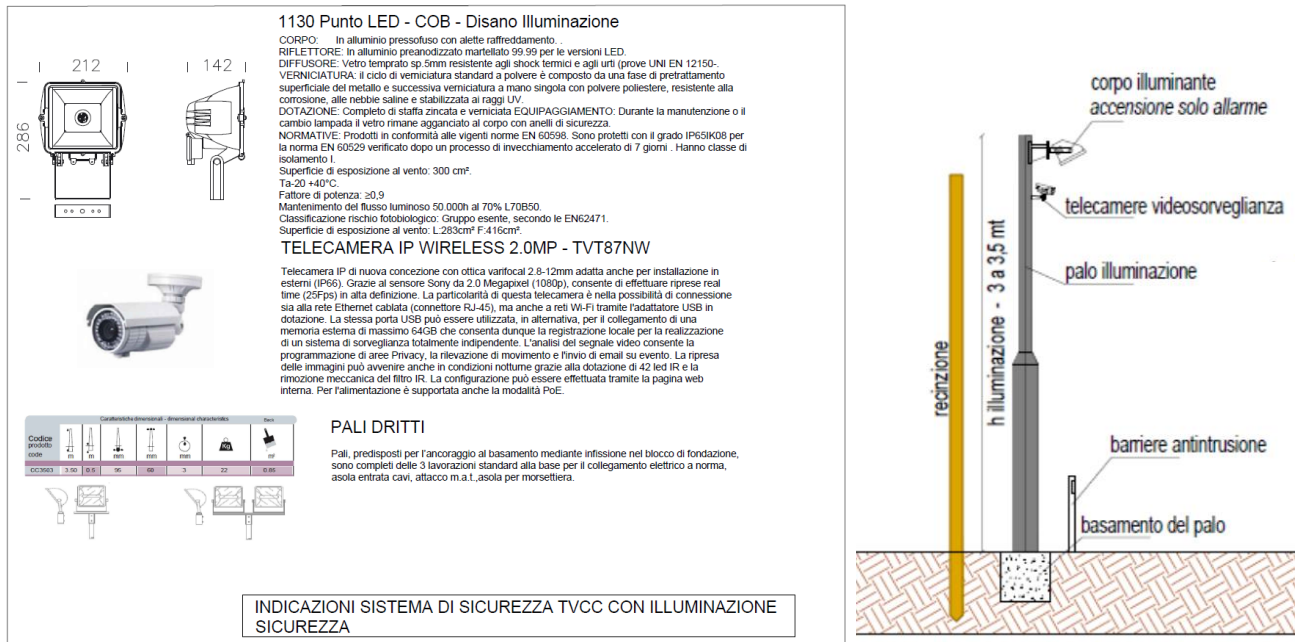 1130 Punto LED - COB - Disano Illuminazione
CORPO: In alluminio pressofuso con alette raffreddamento. .
RIFLETTORE: In alluminio preanodizzato martellato 99.99 per le versioni LED.
DIFFUSORE: Vetro temprato sp.5mm resistente agli shock termici e agli urti (prove UNI EN 12150-.
VERNICIATURA: il ciclo di verniciatura standard a polvere è composto da una fase di pretrattamento
superficiale del metallo e successiva verniciatura a mano singola con polvere poliestere, resistente alla
corrosione, alle nebbie saline e stabilizzata ai raggi UV.
DOTAZIONE: Completo di staffa zincata e verniciata EQUIPAGGIAMENTO: Durante la manutenzione o il
cambio lampada il vetro rimane agganciato al corpo con anelli di sicurezza.
NORMATIVE: Prodotti in conformità alle vigenti norme EN 60598. Sono protetti con il grado IP65IK08 per
la norma EN 60529 verificato dopo un processo di invecchiamento accelerato di 7 giorni . Hanno classe di
isolamento I.
Superficie di esposizione al vento: 300 cm².
Ta-20 +40°C.
Fattore di potenza: ≥0,9
Mantenimento del flusso luminoso 50.000h al 70% L70B50.
Classificazione rischio fotobiologico: Gruppo esente, secondo le EN62471.
Superficie di esposizione al vento: L:283cm² F:416cm².
212
142
286
TELECAMERA IP WIRELESS 2.0MP - TVT87NW
Telecamera IP di nuova concezione con ottica varifocal 2.8-12mm adatta anche per installazione in
esterni (IP66). Grazie al sensore Sony da 2.0 Megapixel (1080p), consente di effettuare riprese real
time (25Fps) in alta definizione. La particolarità di questa telecamera è nella possibilità di connessione
sia alla rete Ethernet cablata (connettore RJ-45), ma anche a reti Wi-Fi tramite l'adattatore USB in
dotazione. La stessa porta USB può essere utilizzata, in alternativa, per il collegamento di una
memoria esterna di massimo 64GB che consenta dunque la registrazione locale per la realizzazione
di un sistema di sorveglianza totalmente indipendente. L'analisi del segnale video consente la
programmazione di aree Privacy, la rilevazione di movimento e l'invio di email su evento. La ripresa
delle immagini può avvenire anche in condizioni notturne grazie alla dotazione di 42 led IR e la
rimozione meccanica del filtro IR. La configurazione può essere effettuata tramite la pagina web
interna. Per l'alimentazione è supportata anche la modalità PoE.
Caratteristiche dimensionali - dimensional characteristics
Codice
prodotto
code
m m mm mm mm Kg m²
3.50 0.5 96 60 3 22 0.85
PALI DRITTI
Pali, predisposti per l'ancoraggio al basamento mediante infissione nel blocco di fondazione,
sono completi delle 3 lavorazioni standard alla base per il collegamento elettrico a norma,
asola entrata cavi, attacco m.a.t.,asola per morsettiera.
INDICAZIONI SISTEMA DI SICUREZZA TVCC CON ILLUMINAZIONE
SICUREZZA
corpo illuminante
accensione solo allarme
telecamere videosorveglianza
palo illuminazione
h illuminazione - 3 a 3,5 mt
recinzione
barriere antintrusione
basamento del palo